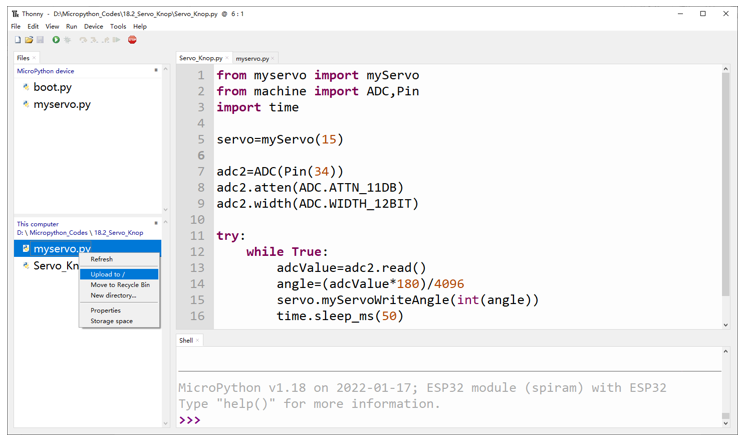 Thonny - D:\Micropython_Codes\18.2_Servo_Knop\Servo_Knop.py @ 6 : 1
File Edit View Run Device Tools Help
Files
MicroPython device
boot.py
myservo.py
This computer
D: \ Micropython_Codes \ 18.2_Servo_Knop
myservo.py
Servo_Kn
Refresh
Upload to /
Move to Recycle Bin
New directory...
Properties
Storage space
Servo_Knop.py
myservo.py
1 from myservo import myServo
2 from machine import ADC,Pin
3 import time
4
5 servo=myServo(15)
6
7 adc2=ADC(Pin(34))
8 adc2.atten(ADC.ATTN_11DB)
9 adc2.width(ADC.WIDTH_12BIT)
10
11 try:
12     while True:
13         adcValue=adc2.read()
14         angle=(adcValue*180)/4096
15         servo.myServoWriteAngle(int(angle))
16         time.sleep_ms(50)
Shell
MicroPython v1.18 on 2022-01-17; ESP32 module (spiram) with ESP32
Type "help()" for more information.
>>>